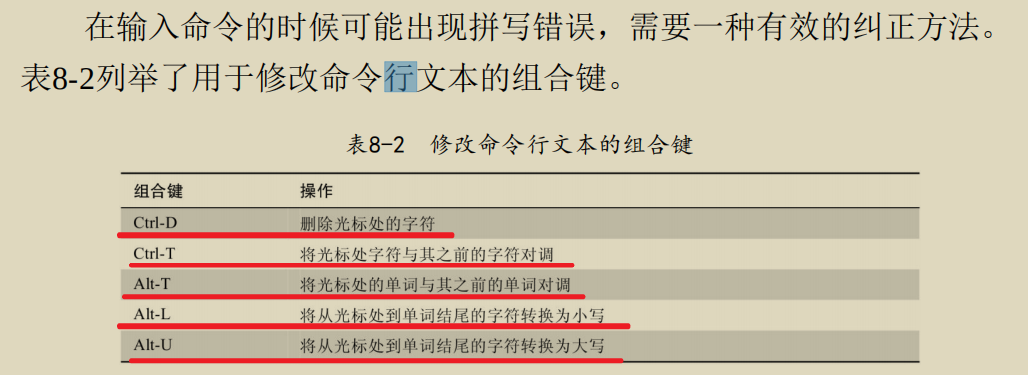 在输入命令的时候可能出现拼写错误，需要一种有效的纠正方法。
表8-2列举了用于修改命令行文本的组合键。
表8-2 修改命令行文本的组合键
组合键 操作
Ctrl-D 删除光标处的字符
Ctrl-T 将光标处字符与其之前的字符对调
Alt-T 将光标处的单词与其之前的单词对调
Alt-L 将从光标处到单词结尾的字符转换为小写
Alt-U 将从光标处到单词结尾的字符转换为大写